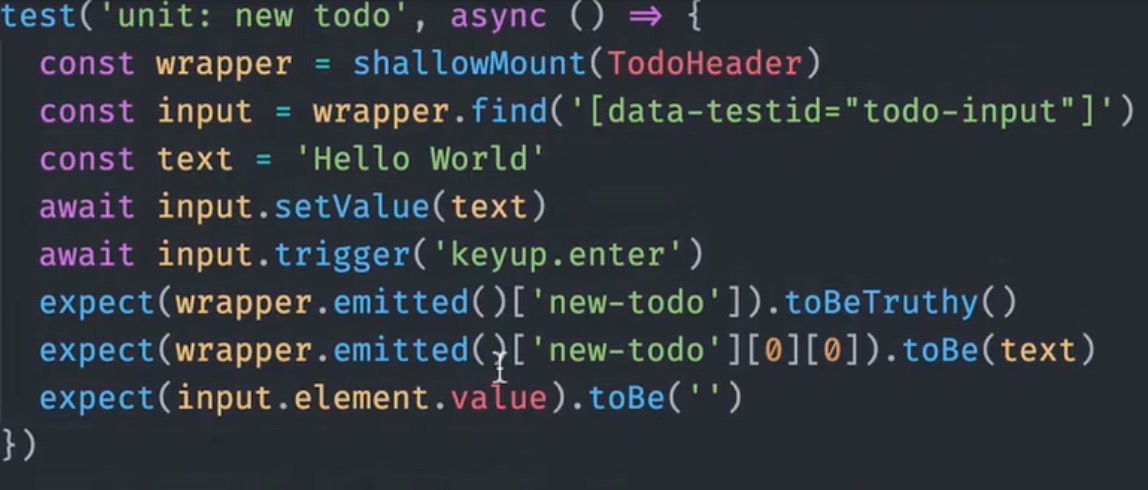 test('unit: new todo', async () => {
  const wrapper = shallowMount(TodoHeader)
  const input = wrapper.find('[data-testid="todo-input"]')
  const text = 'Hello World'
  await input.setValue(text)
  await input.trigger('keyup.enter')
  expect(wrapper.emitted()['new-todo']).toBeTruthy()
  expect(wrapper.emitted()['new-todo'][0][0]).toBe(text)
  expect(input.element.value).toBe('')
})